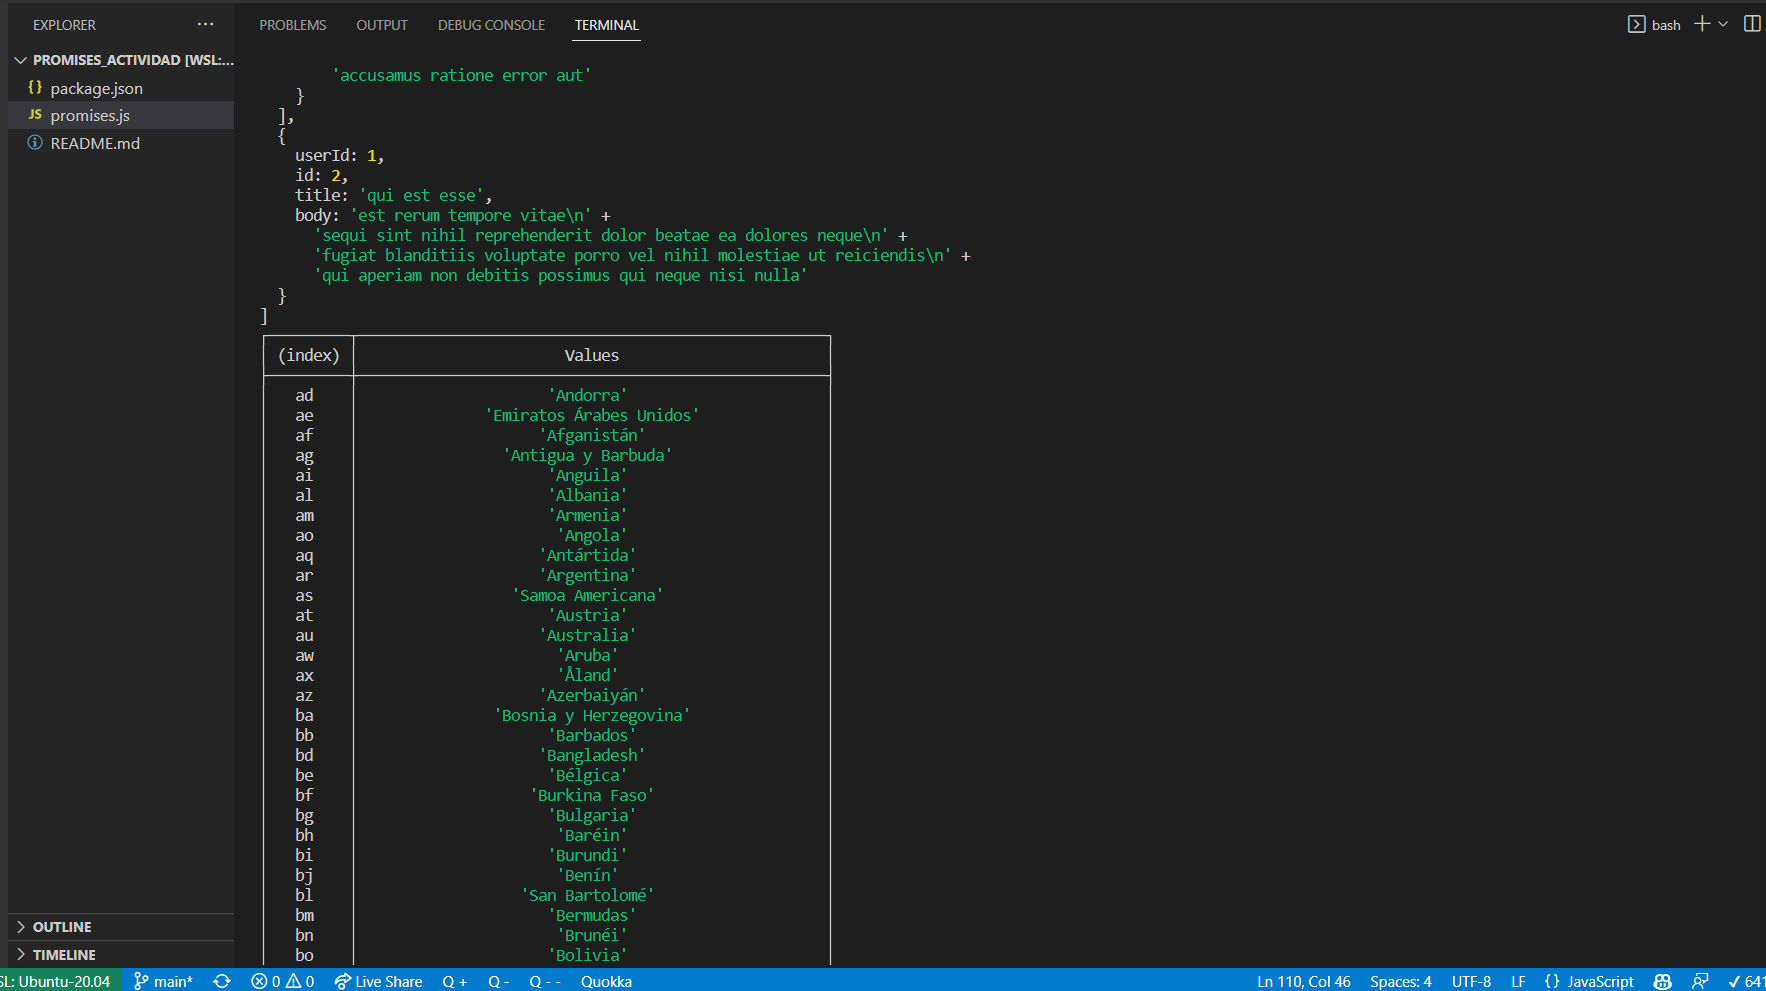 EXPLORER
PROMISES_ACTIVIDAD [WSL:...
{} package.json
JS promises.js
README.md
OUTLINE
TIMELINE
PROBLEMS OUTPUT DEBUG CONSOLE TERMINAL
bash
'accusamus ratione error aut'
}
],
{
userId: 1,
id: 2,
title: 'qui est esse',
body: 'est rerum tempore vitae\n' +
'sequi sint nihil reprehenderit dolor beatae ea dolores neque\n' +
'fugiat blanditiis voluptate porro vel nihil molestiae ut reiciendis\n' +
'qui aperiam non debitis possimus qui neque nisi nulla'
}
]
(index) Values
ad 'Andorra'
ae 'Emiratos Árabes Unidos'
af 'Afganistán'
ag 'Antigua y Barbuda'
ai 'Anguila'
al 'Albania'
am 'Armenia'
ao 'Angola'
aq 'Antártida'
ar 'Argentina'
as 'Samoa Americana'
at 'Austria'
au 'Australia'
aw 'Aruba'
ax 'Åland'
az 'Azerbaiyán'
ba 'Bosnia y Herzegovina'
bb 'Barbados'
bd 'Bangladesh'
be 'Bélgica'
bf 'Burkina Faso'
bg 'Bulgaria'
bh 'Baréin'
bi 'Burundi'
bj 'Benín'
bl 'San Bartolomé'
bm 'Bermudas'
bn 'Brunéi'
bo 'Bolivia'
SL: Ubuntu-20.04 main* 0 0 Live Share Q + Q - Q - - Quokka Ln 110, Col 46 Spaces: 4 UTF-8 LF {} JavaScript 641